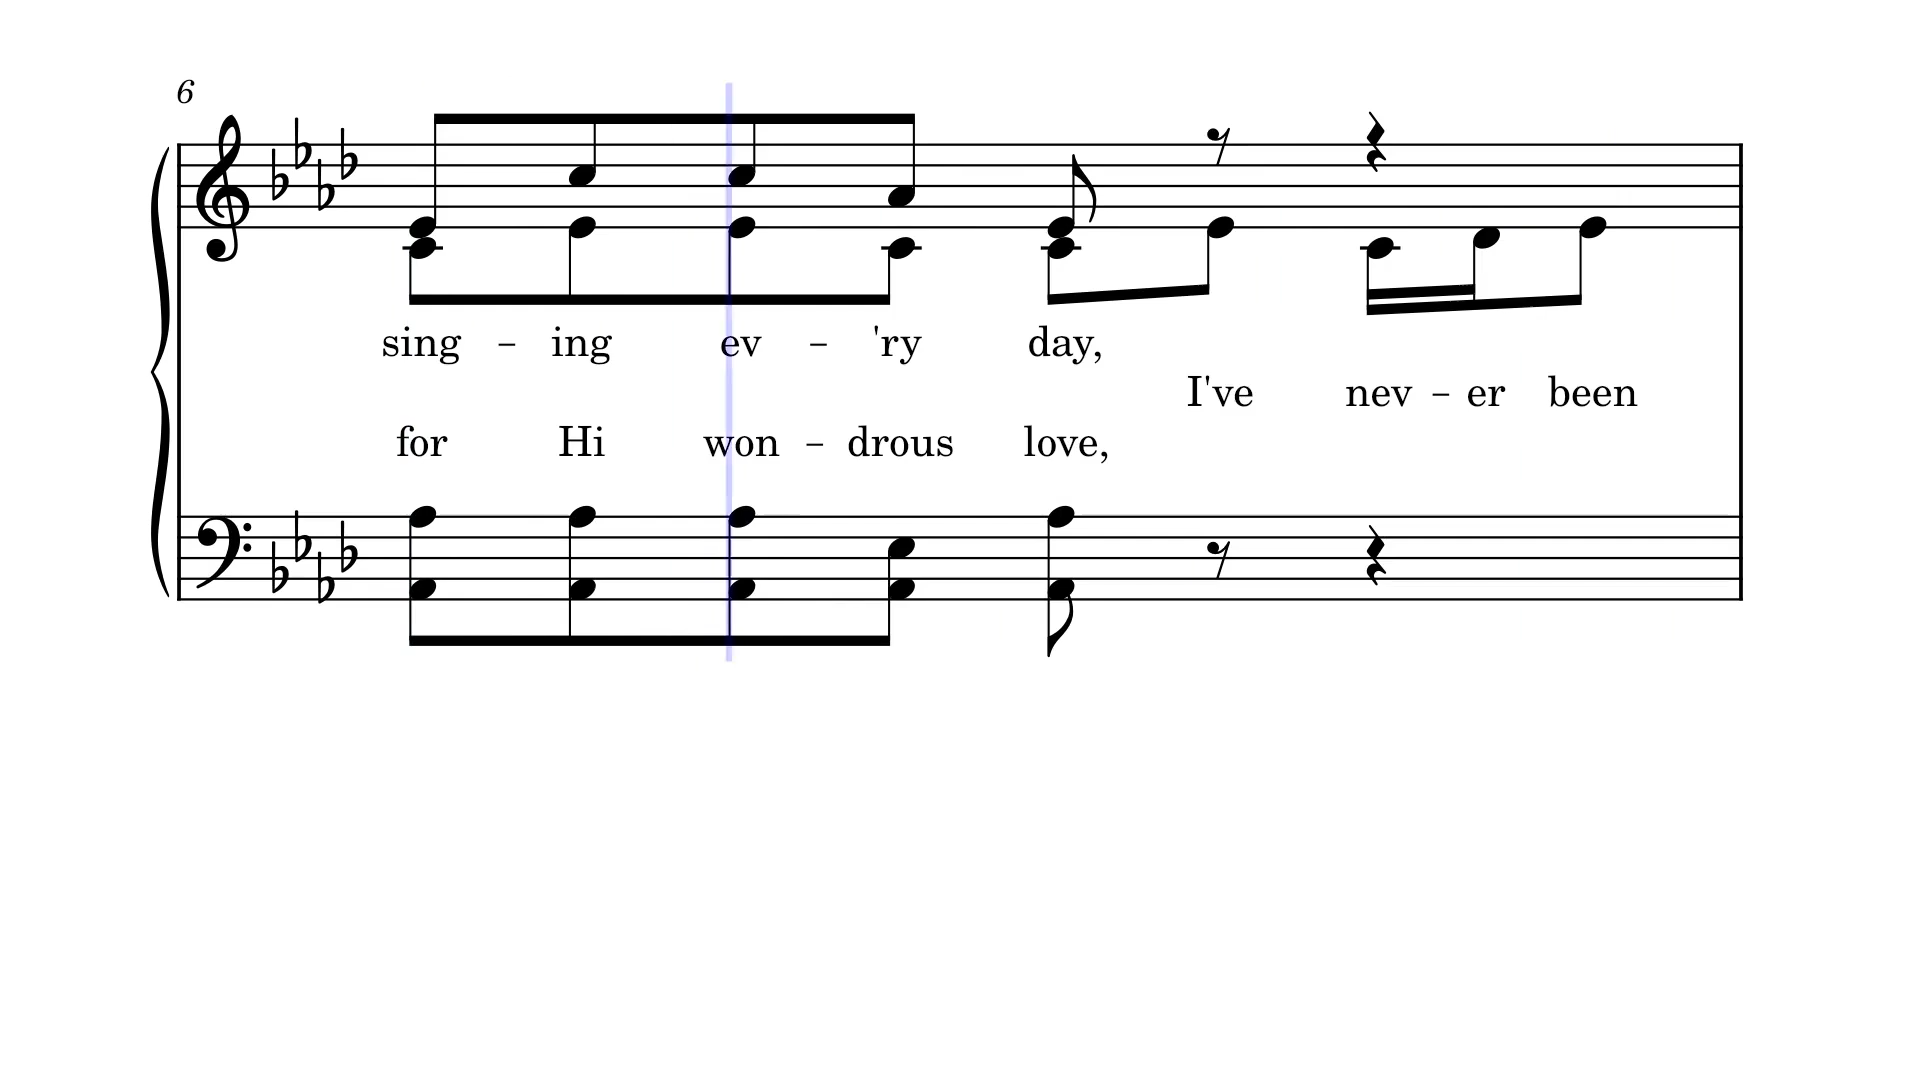 6
sing - ing ev - 'ry day,
I've nev - er been
for Hi won - drous love,